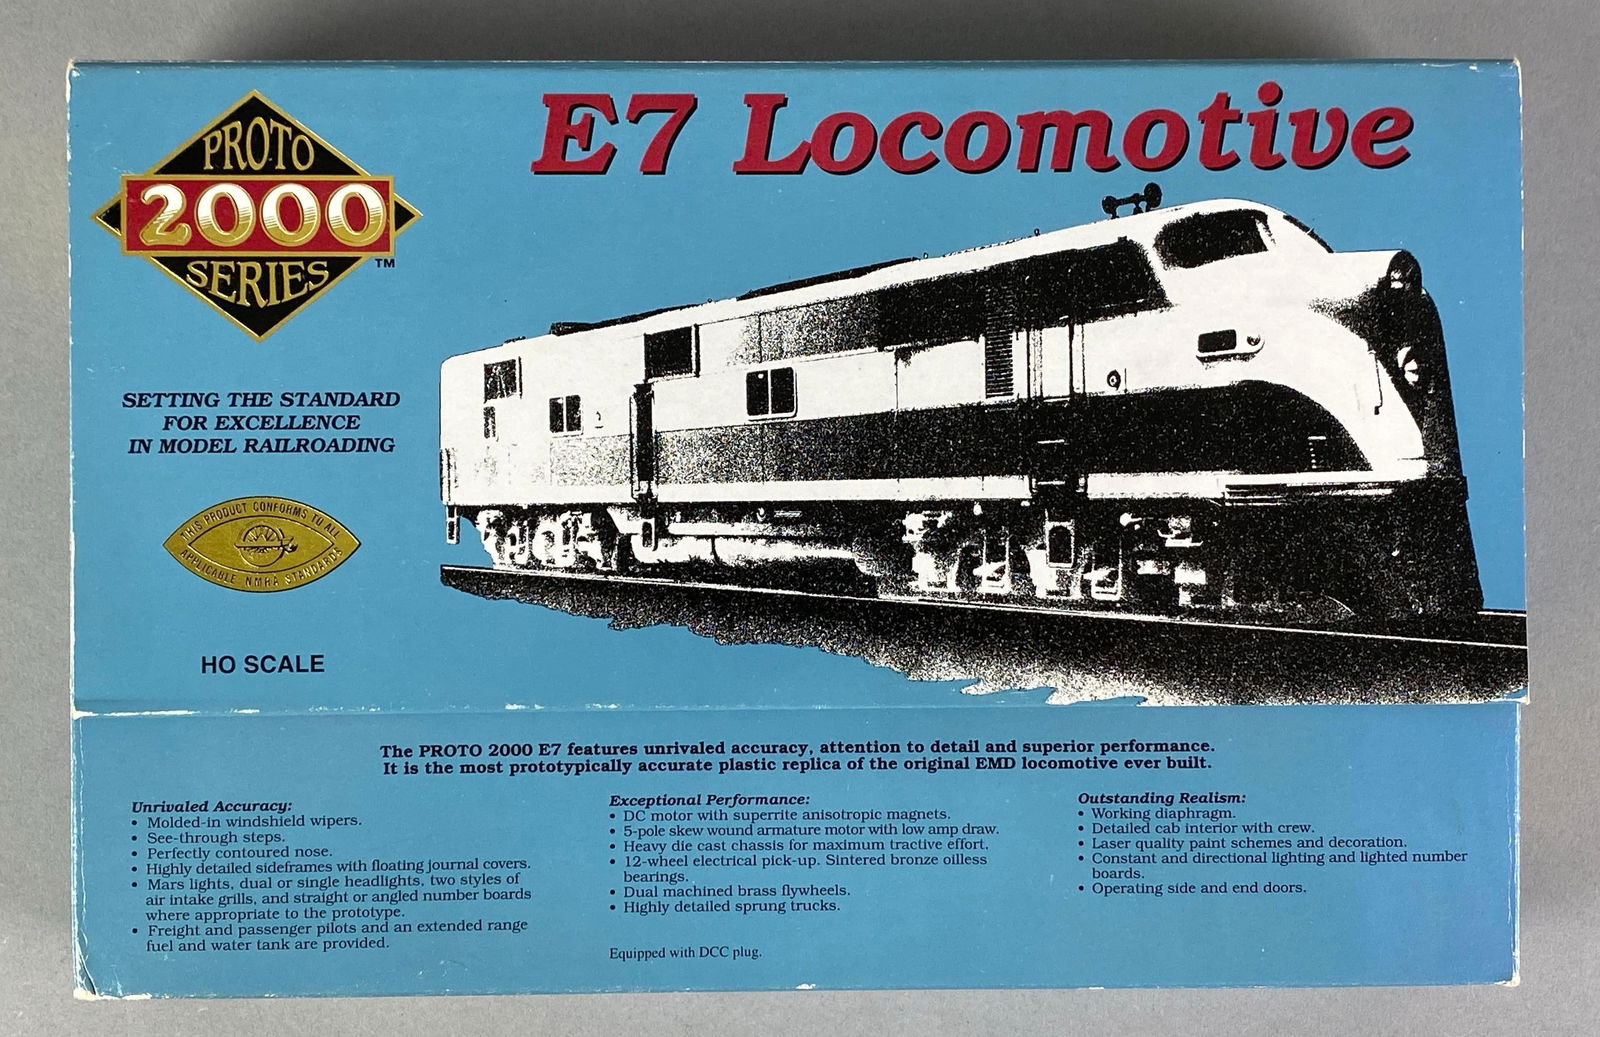 E7 Locomotive
PROTO
2000
SERIES
TM
SETTING THE STANDARD
FOR EXCELLENCE
IN MODEL RAILROADING
THIS PRODUCT CONFORMS TO ALL
APPLICABLE NMRA STANDARDS
HO SCALE
The PROTO 2000 E7 features unrivaled accuracy, attention to detail and superior performance.
It is the most prototypically accurate plastic replica of the original EMD locomotive ever built.
Unrivaled Accuracy:
• Molded-in windshield wipers.
• See-through steps.
• Perfectly contoured nose.
• Highly detailed sideframes with floating journal covers.
• Mars lights, dual or single headlights, two styles of
air intake grills, and straight or angled number boards
where appropriate to the prototype.
• Freight and passenger pilots and an extended range
fuel and water tank are provided.
Exceptional Performance:
• DC motor with superrite anisotropic magnets.
• 5-pole skew wound armature motor with low amp draw.
• Heavy die cast chassis for maximum tractive effort.
• 12-wheel electrical pick-up. Sintered bronze oilless
bearings.
• Dual machined brass flywheels.
• Highly detailed sprung trucks.
Equipped with DCC plug.
Outstanding Realism:
• Working diaphragm.
• Detailed cab interior with crew.
• Laser quality paint schemes and decoration.
• Constant and directional lighting and lighted number
boards.
• Operating side and end doors.